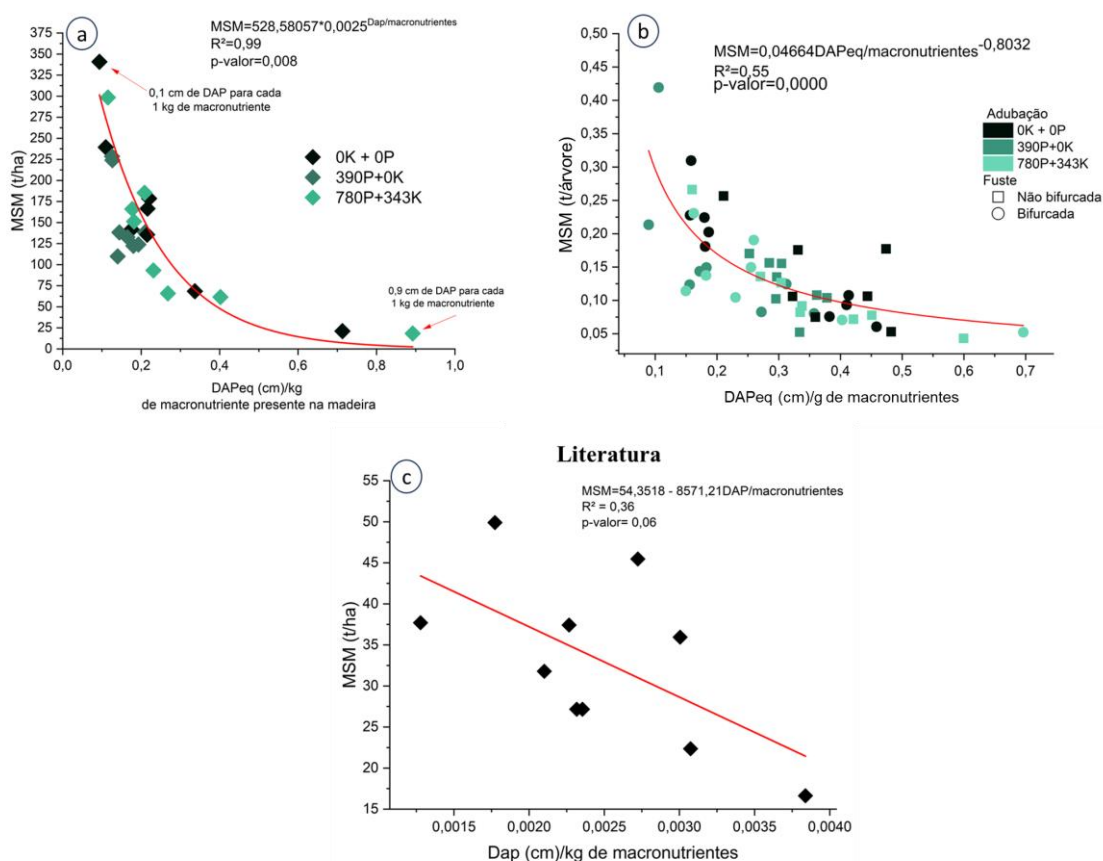 a
MSM=528,58057*0,0025^Dap/macronutrientes
R²=0,99
p-valor=0,008
375
350
325
300
275
250
225
200
175
150
125
100
75
50
25
0
MSM (t/ha)
0,1 cm de DAP para cada
1 kg de macronutriente
0K + 0P
390P+0K
780P+343K
0,9 cm de DAP para cada
1 kg de macronutriente
0,0
0,2
0,4
0,6
0,8
1,0
DAPeq (cm)/kg
de macronutriente presente na madeira
b
MSM=0,04664DAPeq/macronutrientes^-0,8032
R²=0,55
p-valor=0,0000
0,50
0,45
0,40
0,35
0,30
0,25
0,20
0,15
0,10
0,05
MSM (t/árvore)
Adubação
0K + 0P
390P+0K
780P+343K
Fuste
Não bifurcada
Bifurcada
0,1
0,2
0,3
0,4
0,5
0,6
0,7
DAPeq (cm)/g de macronutrientes
Literatura
c
MSM=54,3518 - 8571,21DAP/macronutrientes
R² = 0,36
p-valor= 0,06
55
50
45
40
35
30
25
20
15
MSM (t/ha)
0,0015
0,0020
0,0025
0,0030
0,0035
0,0040
Dap (cm)/kg de macronutrientes